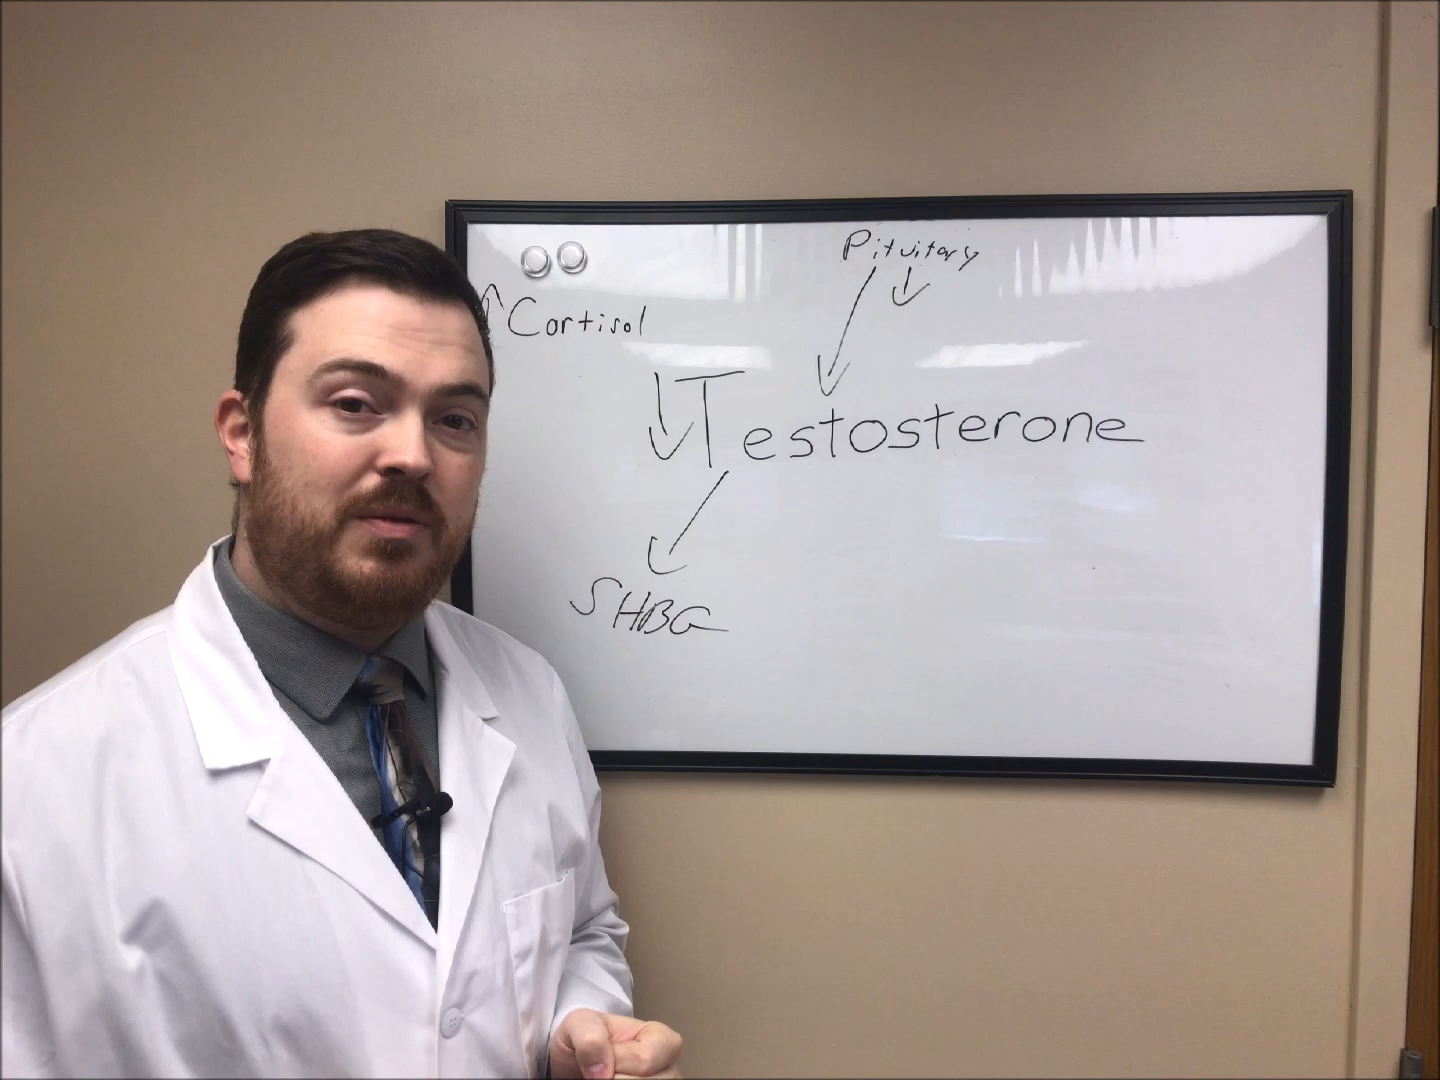 Pituitary
↓
↑ Cortisol
↓ Testosterone
SHBG